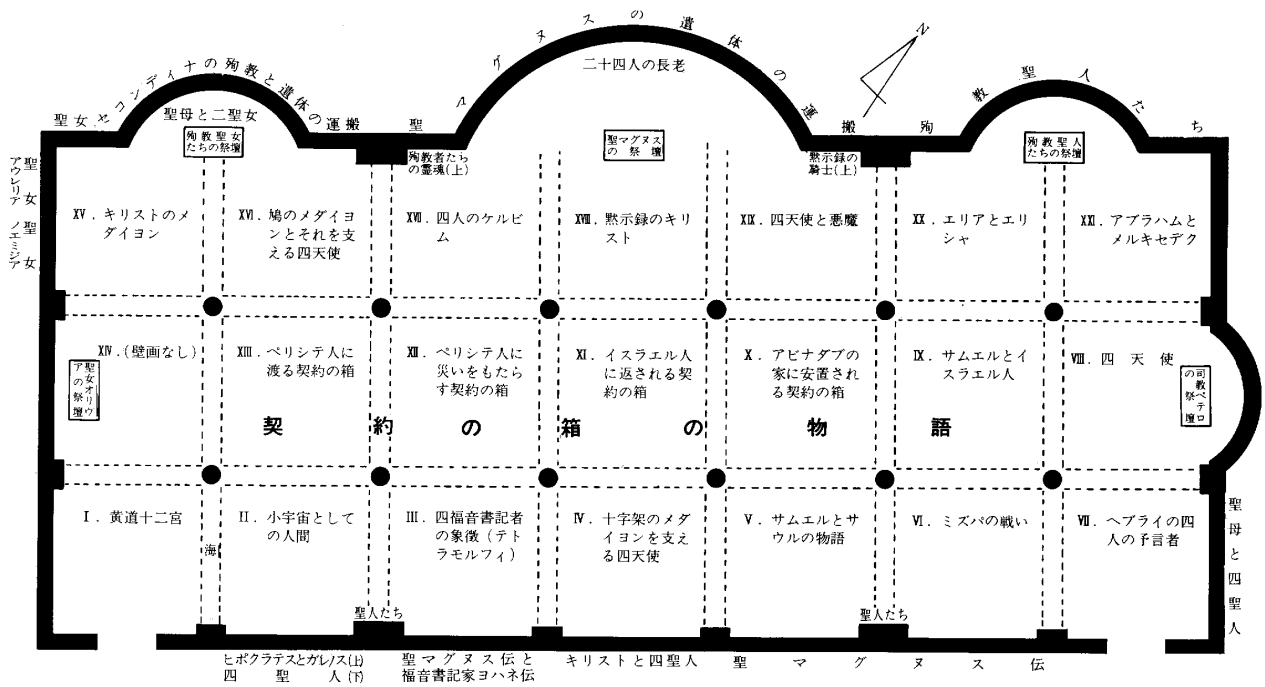 聖女セコンディナの殉教と遺体の運搬
聖マグヌスの遺体の運搬
殉教聖人たち
N
聖母と二聖女
二十四人の長老
殉教聖女
たちの祭壇
聖マグヌス
の祭壇
殉教聖人
たちの祭壇
殉教者たち
の霊魂(上)
黙示録の
騎士(上)
聖女アウレリア
聖女ノエミジア
XV.キリストのメ
ダイヨン
XVI.鳩のメダイヨ
ンとそれを支
える四天使
XVII.四人のケルビ
ム
XVIII.黙示録のキリ
スト
XIX.四天使と悪魔
XX.エリアとエリ
シャ
XXI.アブラハムと
メルキセデク
聖女オリウ
アの祭壇
XIV.(壁画なし)
XIII.ペリシテ人に
渡る契約の箱
XII.ペリシテ人に
災いをもたら
す契約の箱
XI.イスラエル人
に返される契
約の箱
X.アビナダブの
家に安置され
る契約の箱
IX.サムエルとイ
スラエル人
VIII.四天使
司教ペテロ
の祭壇
契約の箱の物語
I.黄道十二宮
海
II.小宇宙として
の人間
III.四福音書記者
の象徴(テト
ラモルフィ)
IV.十字架のメダ
イヨンを支え
る四天使
V.サムエルとサ
ウルの物語
VI.ミズパの戦い
VII.ヘブライの四
人の予言者
聖母と四聖人
聖人たち
聖人たち
ヒポクラテスとガレノス(上)
四聖人(下)
聖マグヌス伝と
福音書記家ヨハネ伝
キリストと四聖人
聖マグヌス伝